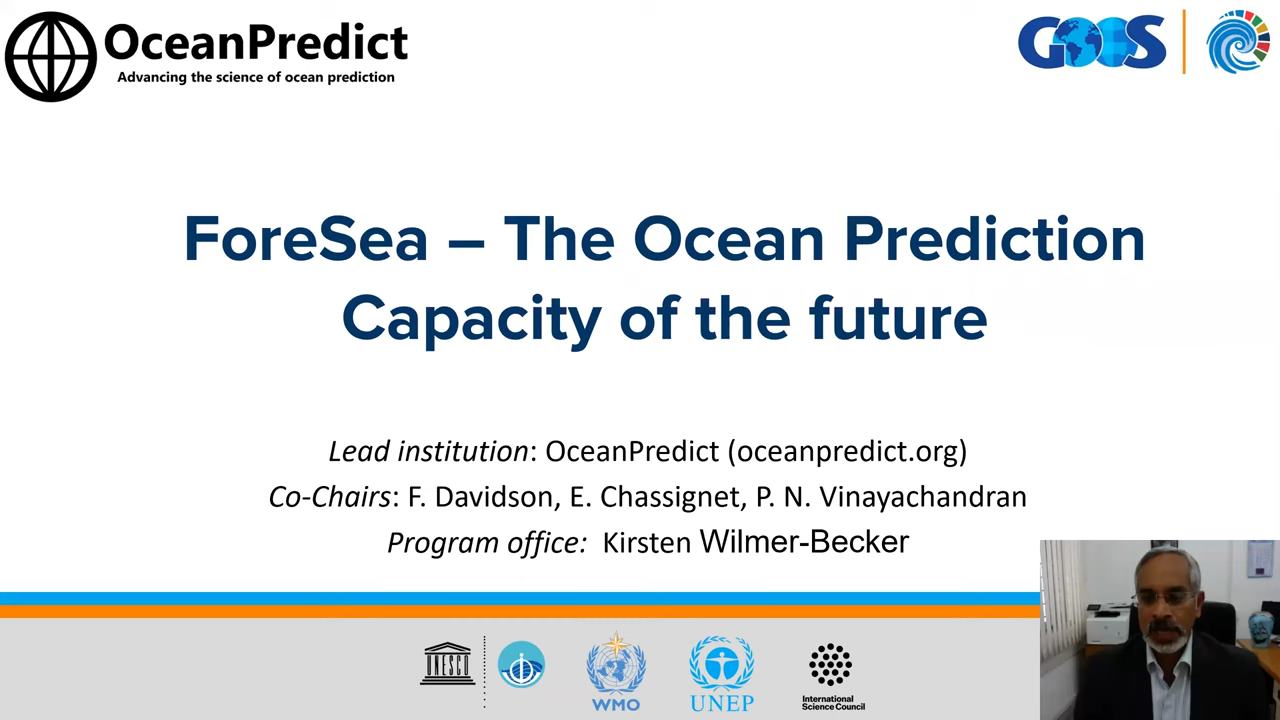 OceanPredict
Advancing the science of ocean prediction
GOOS
ForeSea – The Ocean Prediction
Capacity of the future
Lead institution: OceanPredict (oceanpredict.org)
Co-Chairs: F. Davidson, E. Chassignet, P. N. Vinayachandran
Program office: Kirsten Wilmer-Becker
UNESCO
WMO
UNEP
International
Science Council